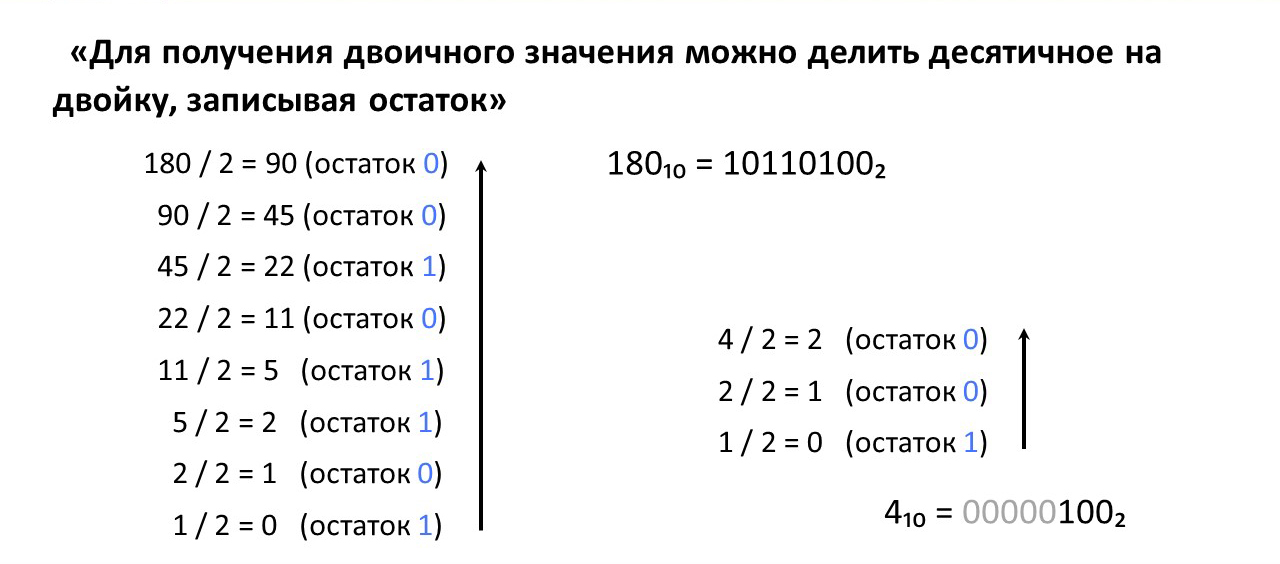 «Для получения двоичного значения можно делить десятичное на
двойку, записывая остаток»
180 / 2 = 90 (остаток 0)
90 / 2 = 45 (остаток 0)
45 / 2 = 22 (остаток 1)
22 / 2 = 11 (остаток 0)
11 / 2 = 5 (остаток 1)
5 / 2 = 2 (остаток 1)
2 / 2 = 1 (остаток 0)
1 / 2 = 0 (остаток 1)
180₁₀ = 10110100₂
4 / 2 = 2 (остаток 0)
2 / 2 = 1 (остаток 0)
1 / 2 = 0 (остаток 1)
4₁₀ = 00000100₂